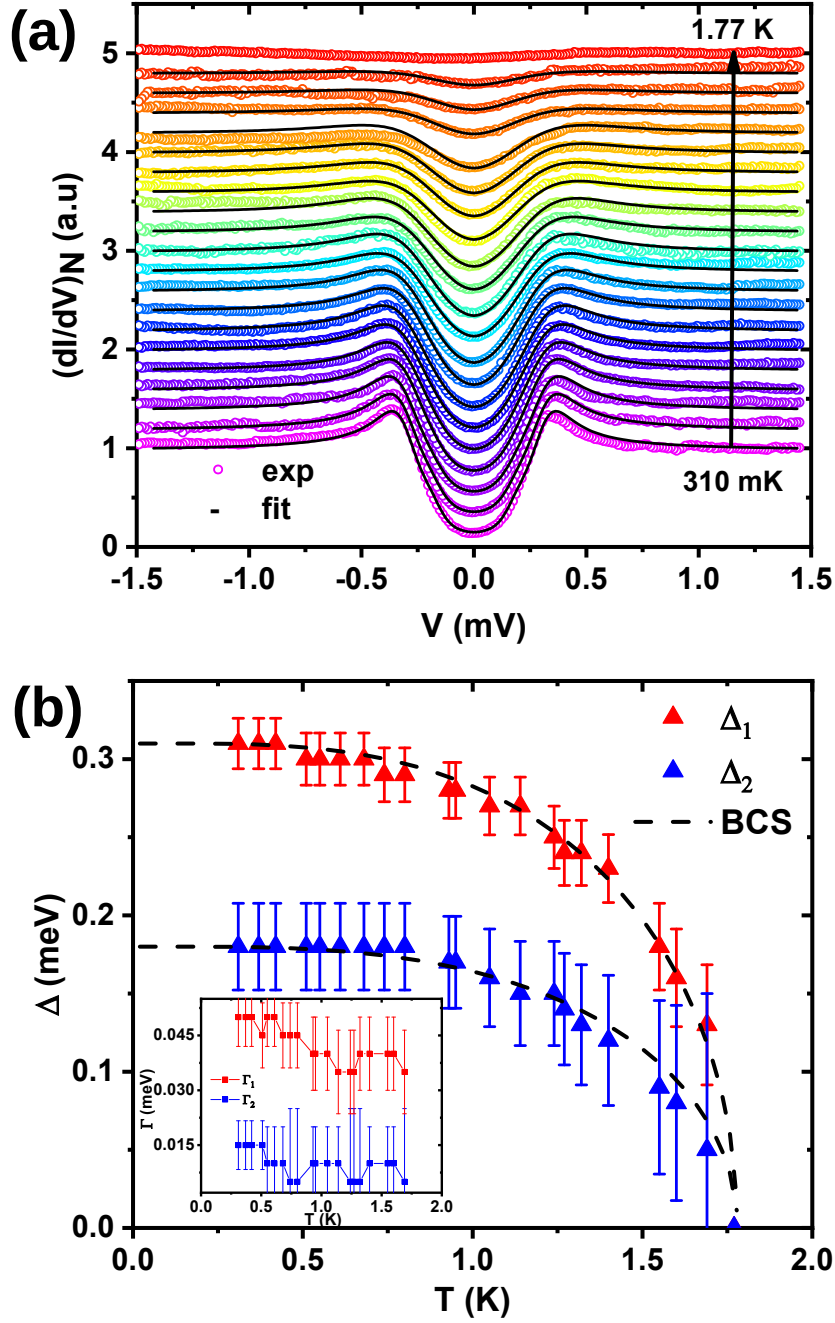 (a)
1.77 K
5
4
3
2
1
0
(dI/dV)N (a.u)
exp
- fit
310 mK
-1.5 -1.0 -0.5 0.0 0.5 1.0 1.5
V (mV)
(b)
Δ1
Δ2
BCS
0.3
0.2
0.1
0.0
Δ (meV)
0.045
0.030
0.015
Γ (meV)
Γ1
Γ2
0.0 0.5 1.0 1.5 2.0
T (K)
0.0 0.5 1.0 1.5 2.0
T (K)